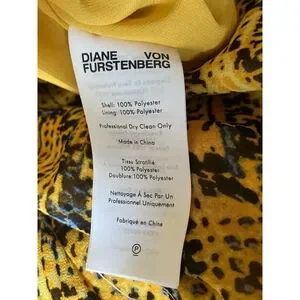 DIANE VON
FURSTENBERG
Shell: 100% Polyester
Lining: 100% Polyester
Professional Dry Clean Only
Made in China
Tissu Stratifié:
100% Polyester
Doublure: 100% Polyester
Nettoyage À Sec Par Un
Professionnel Uniquement
Fabriqué en Chine
P